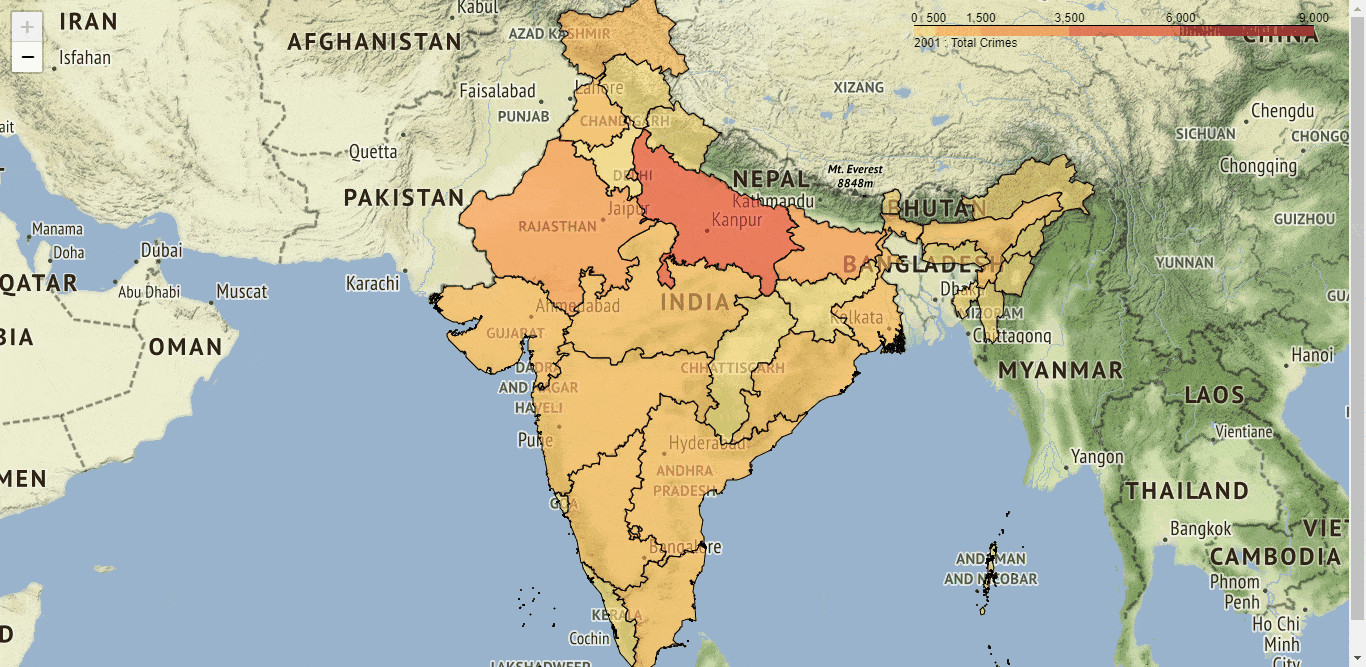 Kabul
IRAN
AZAD KASHMIR
AFGHANISTAN
Isfahan
+
−
0
500
1,500
3,500
6,000
9,000
CHINA
2001 : Total Crimes
Faisalabad
Lahore
XIZANG
PUNJAB
CHANDIGARH
Chengdu
SICHUAN
CHONGQ
Quetta
Chongqing
Mt. Everest
8848m
DELHI
NEPAL
PAKISTAN
Kathmandu
Jaipur
BHUTAN
Kanpur
GUIZHOU
RAJASTHAN
Manama
Doha
Dubai
BANGLADESH
YUNNAN
QATAR
Abu Dhabi
Muscat
Karachi
Dhaka
GUA
INDIA
Ahmedabad
MIZORAM
Kolkata
Chittagong
GUJARAT
BIA
OMAN
Hanoi
DADRA
AND NAGAR
HAVELI
CHHATTISGARH
MYANMAR
LAOS
Vientiane
Pune
Hyderabad
Yangon
ANDHRA
PRADESH
MEN
THAILAND
GOA
Bangkok
VIET
Bangalore
ANDAMAN
AND NICOBAR
CAMBODIA
Phnom
Penh
KERALA
Cochin
Ho Chi
Minh
City
D
LAKSHADWEEP